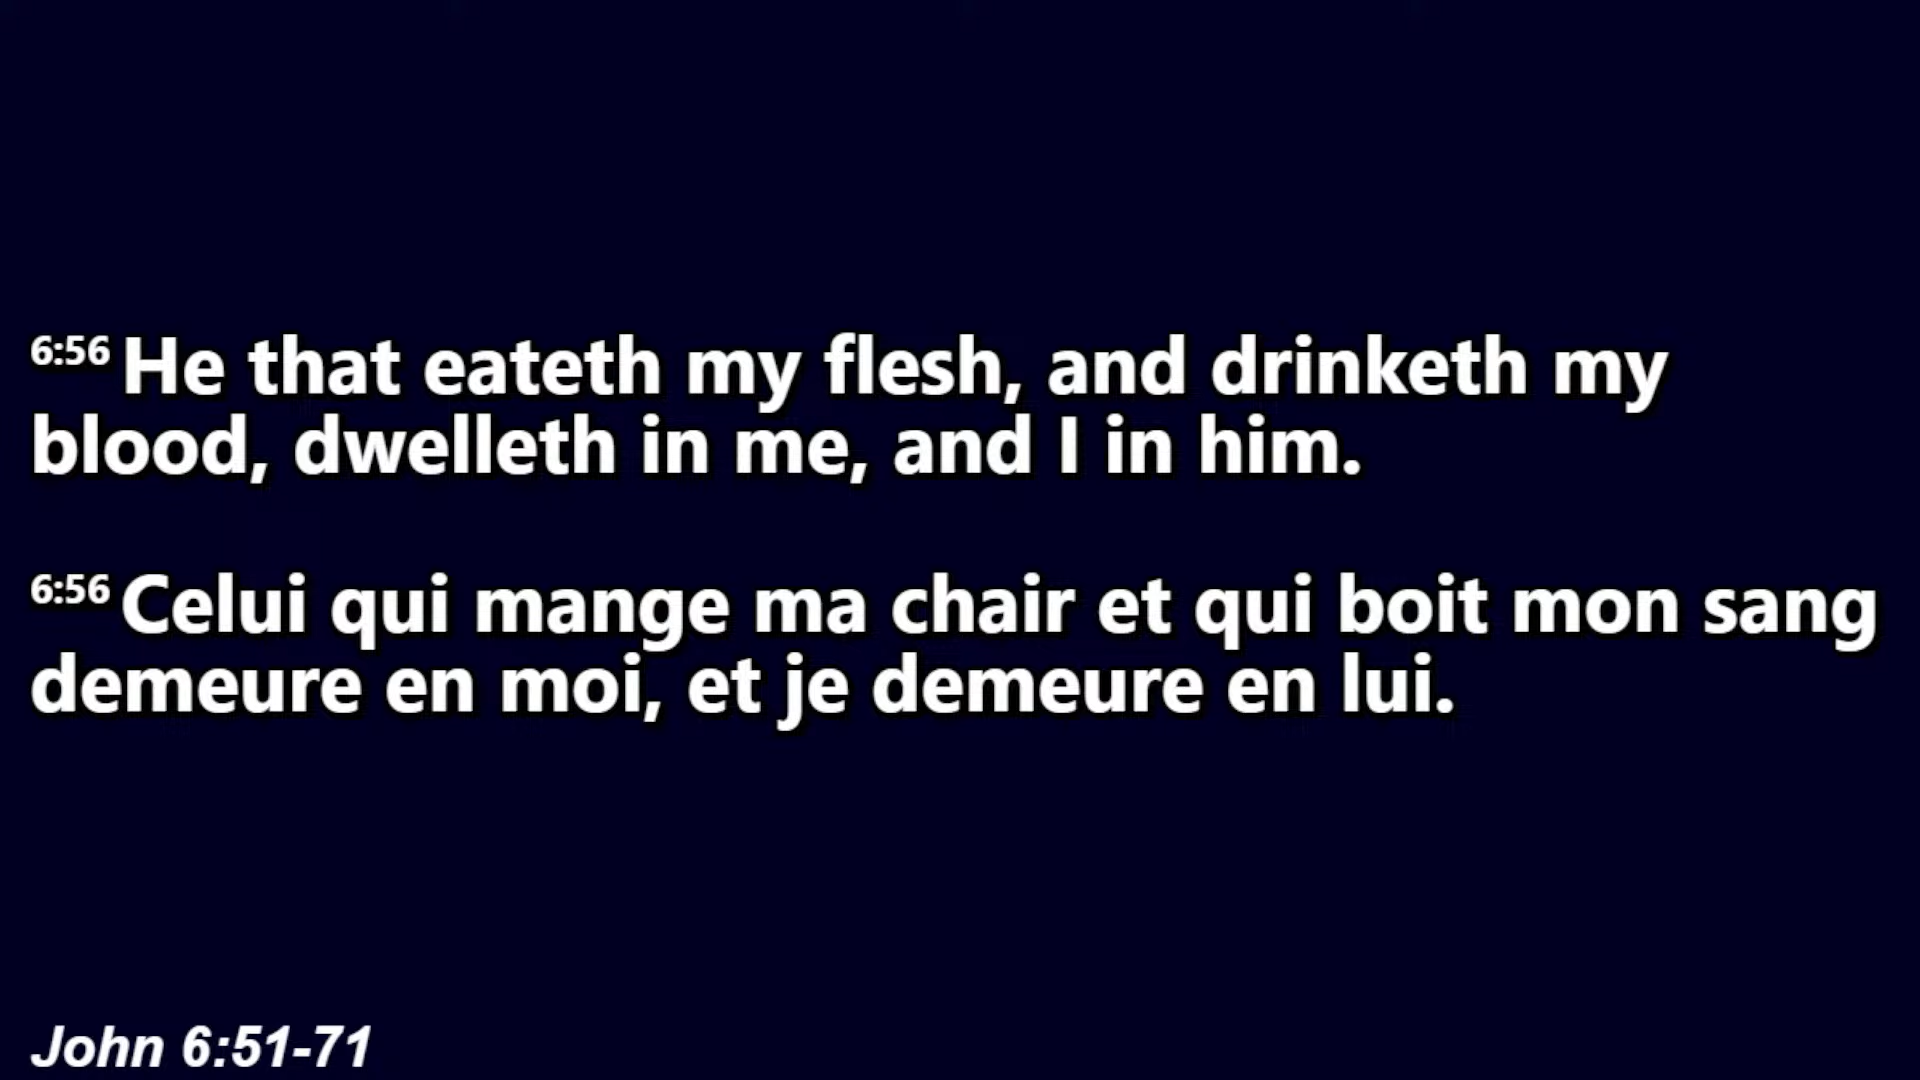 6:56 He that eateth my flesh, and drinketh my
blood, dwelleth in me, and I in him.
6:56 Celui qui mange ma chair et qui boit mon sang
demeure en moi, et je demeure en lui.
John 6:51-71